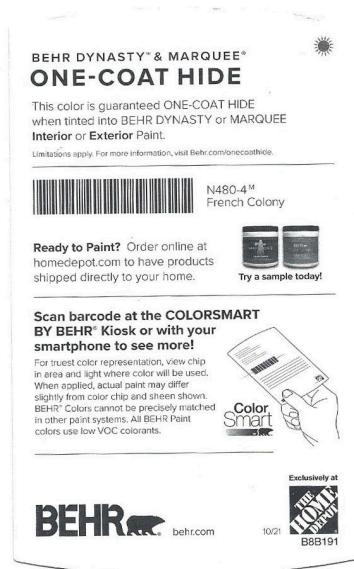 BEHR DYNASTY™ & MARQUEE®
ONE-COAT HIDE
This color is guaranteed ONE-COAT HIDE
when tinted into BEHR DYNASTY or MARQUEE
Interior or Exterior Paint.
Limitations apply. For more information, visit Behr.com/onecoathide.
N480-4ᴹ
French Colony
Ready to Paint? Order online at
homedepot.com to have products
shipped directly to your home.
Try a sample today!
Scan barcode at the COLORSMART
BY BEHR® Kiosk or with your
smartphone to see more!
For truest color representation, view chip
in area and light where color will be used.
When applied, actual paint may differ
slightly from color chip and sheen shown.
BEHR™ Colors cannot be precisely matched
in other paint systems. All BEHR Paint
colors use low VOC colorants.
Color
Smart
Exclusively at
THE
HOME
DEPOT
BEHR
behr.com
10/21
B8B191